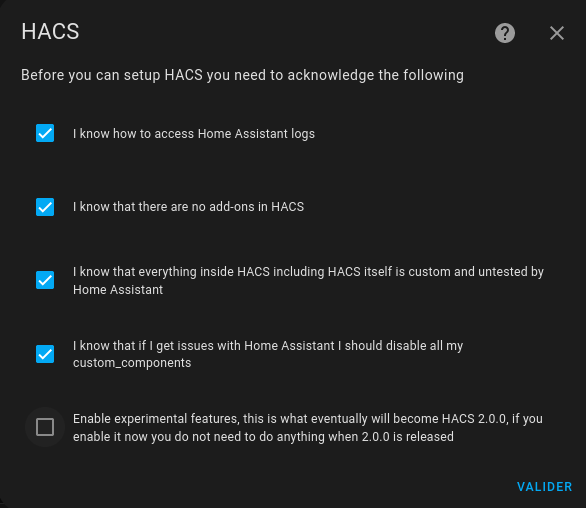 HACS
Before you can setup HACS you need to acknowledge the following
I know how to access Home Assistant logs
I know that there are no add-ons in HACS
I know that everything inside HACS including HACS itself is custom and untested by
Home Assistant
I know that if I get issues with Home Assistant I should disable all my
custom_components
Enable experimental features, this is what eventually will become HACS 2.0.0, if you
enable it now you do not need to do anything when 2.0.0 is released
VALIDER